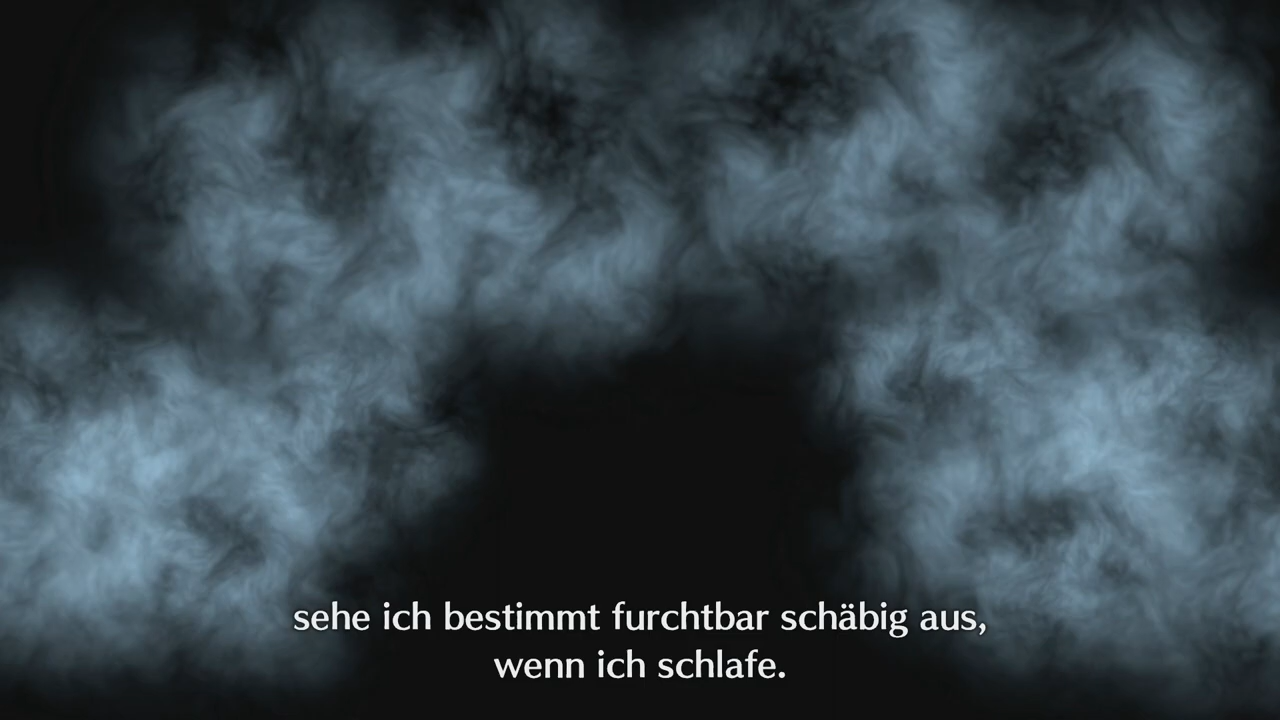 sehe ich bestimmt furchtbar schäbig aus,
wenn ich schlafe.